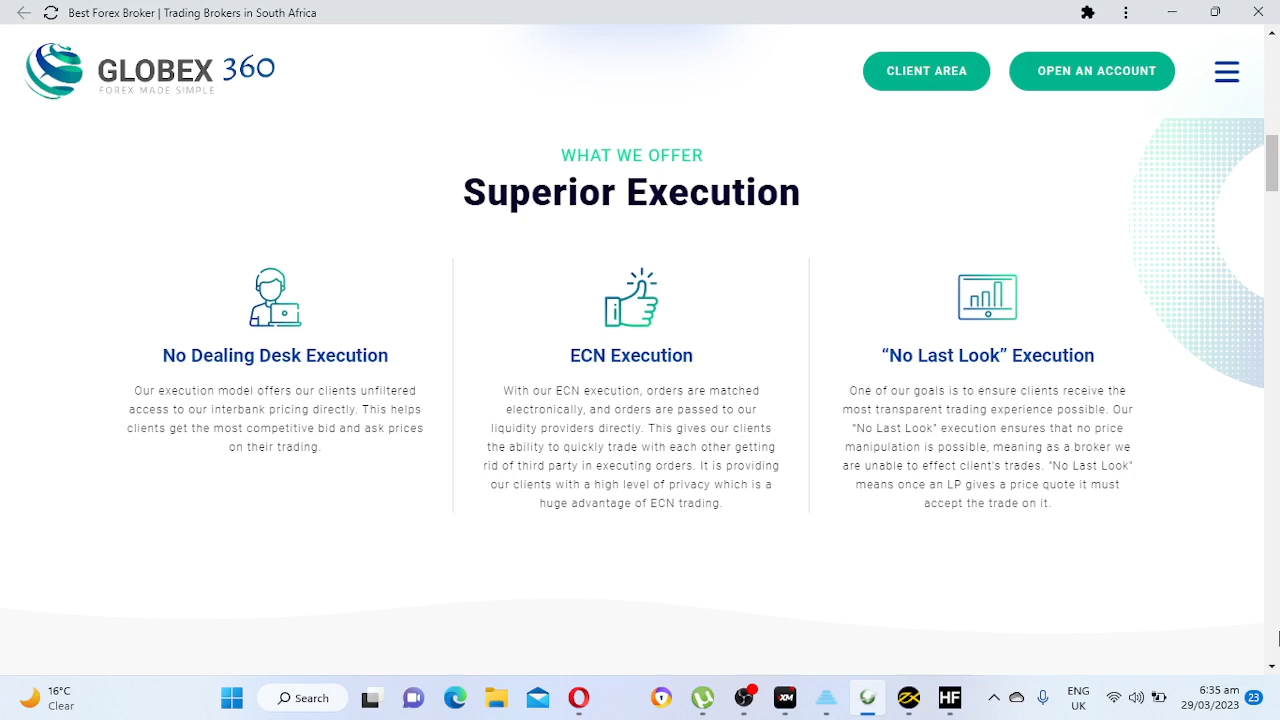 Best Forex Broker | Trading in South Africa
GLOBEX 360
FOREX MADE SIMPLE
CLIENT AREA
OPEN AN ACCOUNT
WHAT WE OFFER
Superior Execution
No Dealing Desk Execution
Our execution model offers our clients unfiltered
access to our interbank pricing directly. This helps
clients get the most competitive bid and ask prices
on their trading.
ECN Execution
With our ECN execution, orders are matched
electronically, and orders are passed to our
liquidity providers directly. This gives our clients
the ability to quickly trade with each other getting
rid of third party in executing orders. It is providing
our clients with a high level of privacy which is a
huge advantage of ECN trading.
“No Last Look” Execution
One of our goals is to ensure clients receive the
most transparent trading experience possible. Our
“No Last Look” execution ensures that no price
manipulation is possible, meaning as a broker we
are unable to effect client's trades. "No Last Look"
means once an LP gives a price quote it must
accept the trade on it.
16°C
Clear
Search
XM
HF
ENG
UK
6:35 am
29/03/2023
23